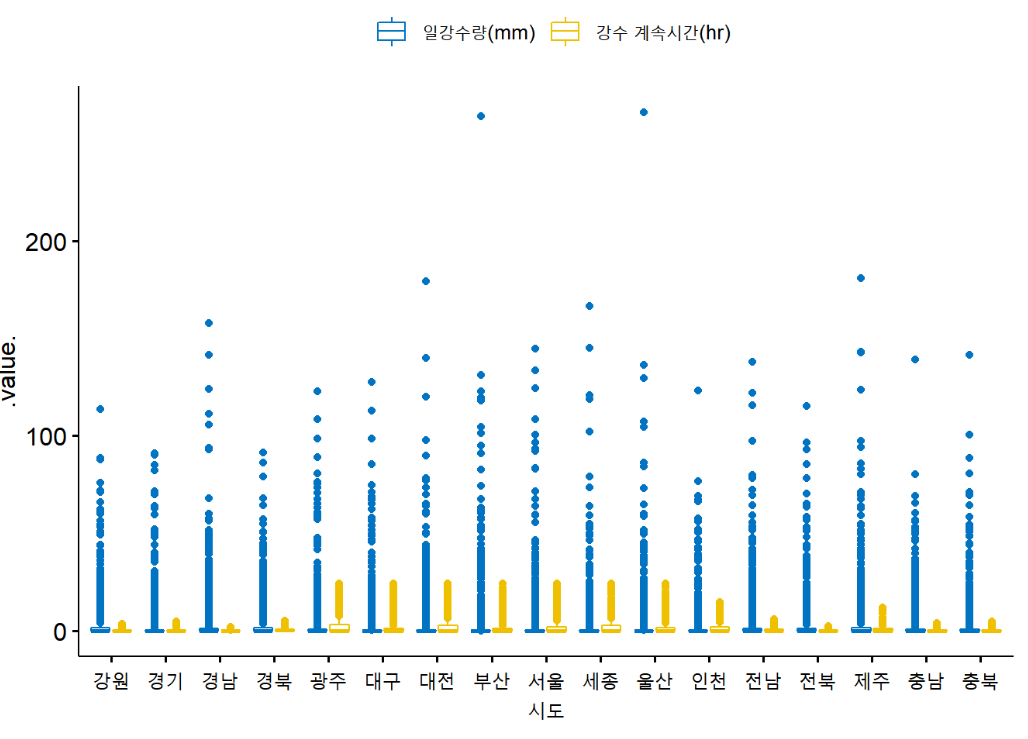 일강수량(mm) 강수 계속시간(hr)
200
100
0
.value.
강원 경기 경남 경북 광주 대구 대전 부산 서울 세종 울산 인천 전남 전북 제주 충남 충북
시도